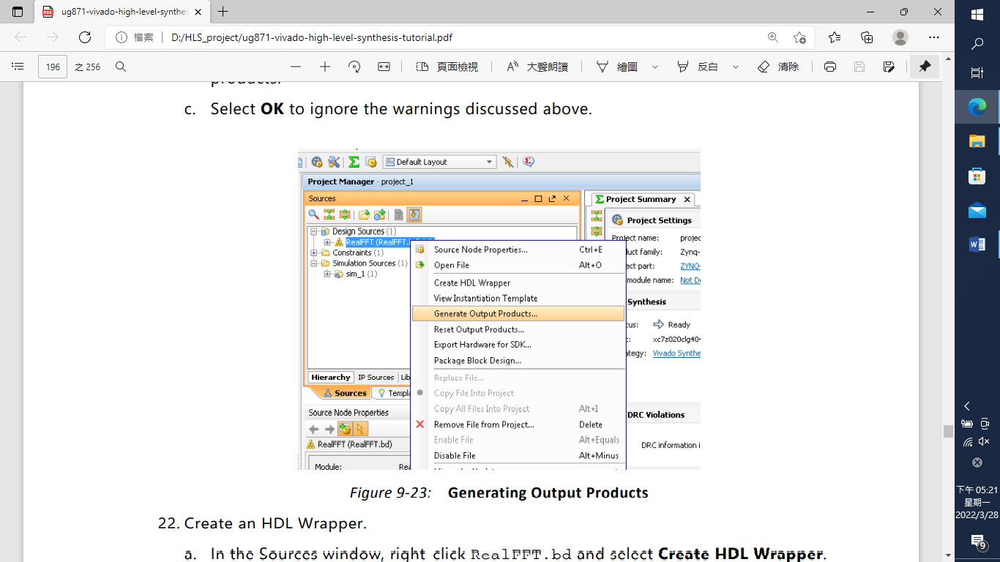 ug871-vivado-high-level-synthes
檔案 D:/HLS_project/ug871-vivado-high-level-synthesis-tutorial.pdf
196 之 256 頁面檢視 大聲朗讀 繪圖 反白 清除
products.
c. Select OK to ignore the warnings discussed above.
Default Layout
Project Manager - project_1
Sources
Project Summary
Project Settings
Design Sources (1)
RealFFT (RealFFT.
Constraints (1)
Simulation Sources (1)
sim_1 (1)
Project name: projec
uct family: Zynq-
ect part: ZYNQ-
module name: Not De
Synthesis
us: Ready
xc7z020clg484
ategy: Vivado Synthe
DRC Violations
DRC information i
Source Node Properties... Ctrl+E
Open File Alt+O
Create HDL Wrapper
View Instantiation Template
Generate Output Products...
Reset Output Products...
Export Hardware for SDK...
Package Block Design...
Replace File...
Copy File Into Project
Copy All Files Into Project Alt+I
Remove File from Project... Delete
Enable File Alt+Equals
Disable File Alt+Minus
Hierarchy IP Sources Lib
Sources Templa
Source Node Properties
RealFFT (RealFFT.bd)
Module: Rea
Figure 9-23: Generating Output Products
22. Create an HDL Wrapper.
a. In the Sources window, right click RealFFT.bd and select Create HDL Wrapper.
下午 05:21
星期一
2022/3/28
9